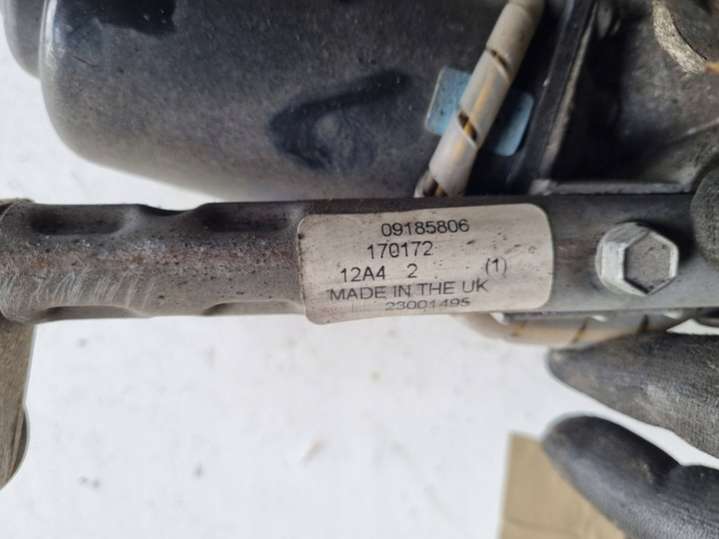 09185806
170172
12A4 2 (1)
MADE IN THE UK
23001495